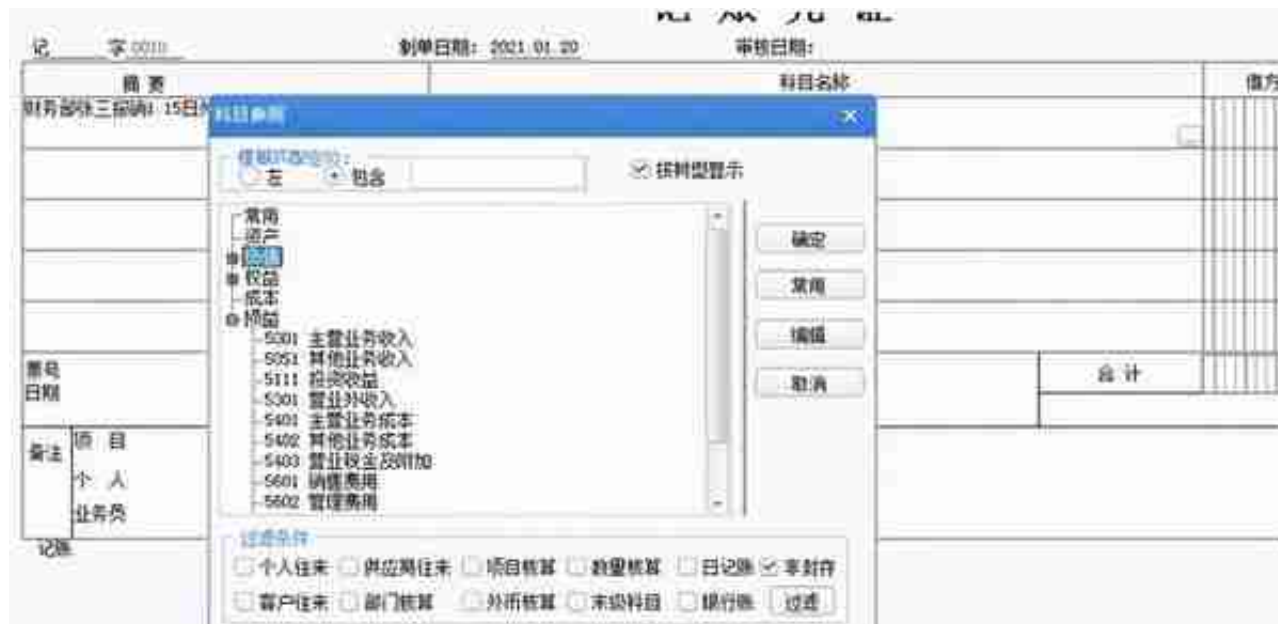 记 字 0010 制单日期： 2021.01.20 审核日期：
摘 要 科目名称 借方
财务部张三报销 15日
科目参照
左 包含 按树型显示
常用
资产
负债
权益
成本
损益
5001 主营业务收入
5051 其他业务收入
5111 投资收益
5301 营业外收入
5401 主营业务成本
5402 其他业务成本
5403 营业税金及附加
5601 销售费用
5602 管理费用
确定
常用
编辑
取消
票号
日期
合 计
备注 项 目
个 人
业务员
记账
过滤条件
个人往来 供应商往来 项目核算 数量核算 日记账 非封存
客户往来 部门核算 外币核算 末级科目 银行账 过滤